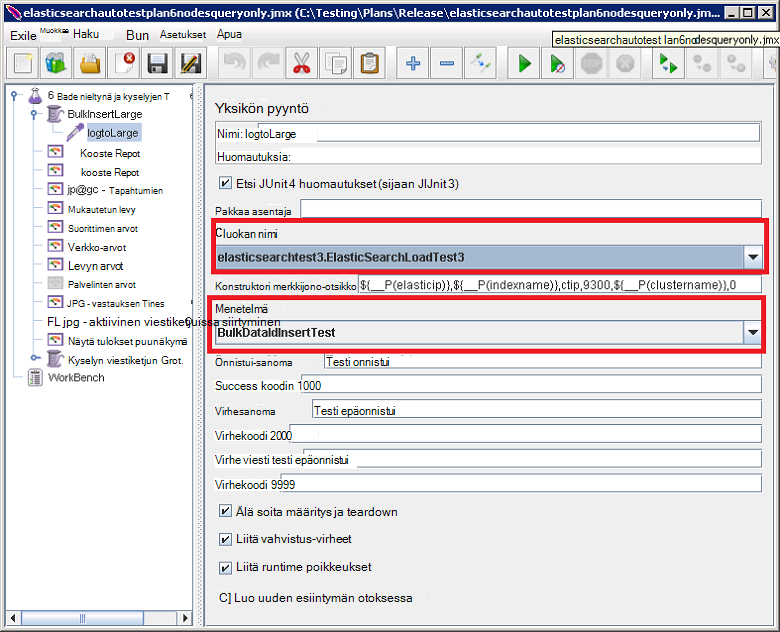 elasticsearchautotestplan6nodesqueryonly.jmx (C:\Testing\Plans\Release\elasticsearchautotestplan6nodesqueryonly.jm...
Exile Muokkae Haku Bun Asetukset Apua
elasticsearchautotest lan6nodesqueryonly.jmx
6 Bade nieltynä ja kyselyjen T
BulkInsertLarge
logtoLarge
Kooste Repot
kooste Repot
jp@gc - Tapahtumien
Mukautetun levy
Suorittimen arvot
Verkko-arvot
Levyn arvot
Palvelinten arvot
JPG - vastauksen Tines
FL jpg - aktiivinen viestiketjuissa siirtyminen
Näytä tulokset puunäkymä
Kyselyn viestiketjun Grot.
WorkBench
Yksikön pyyntö
Nimi: logtoLarge
Huomautuksia:
Etsi JUnit 4 huomautukset (sijaan JIJnit 3)
Pakkaa asentaja
Cluokan nimi
elasticsearchtest3.ElasticSearchLoadTest3
Konstruktori merkkijono-otsikko ${__P(elasticip)},${__P(indexname)},ctip,9300,${__P(clustername)},0
Menetelmä
BulkDataIdInsertTest
Onnistui-sanoma Testi onnistui
Success koodin 1000
Virhesanoma Testi epäonnistui
Virhekoodi 2000
Virhe viesti testi epäonnistui
Virhekoodi 9999
Älä soita määritys ja teardown
Liitä vahvistus-virheet
Liitä runtime poikkeukset
C] Luo uuden esiintymän otoksessa